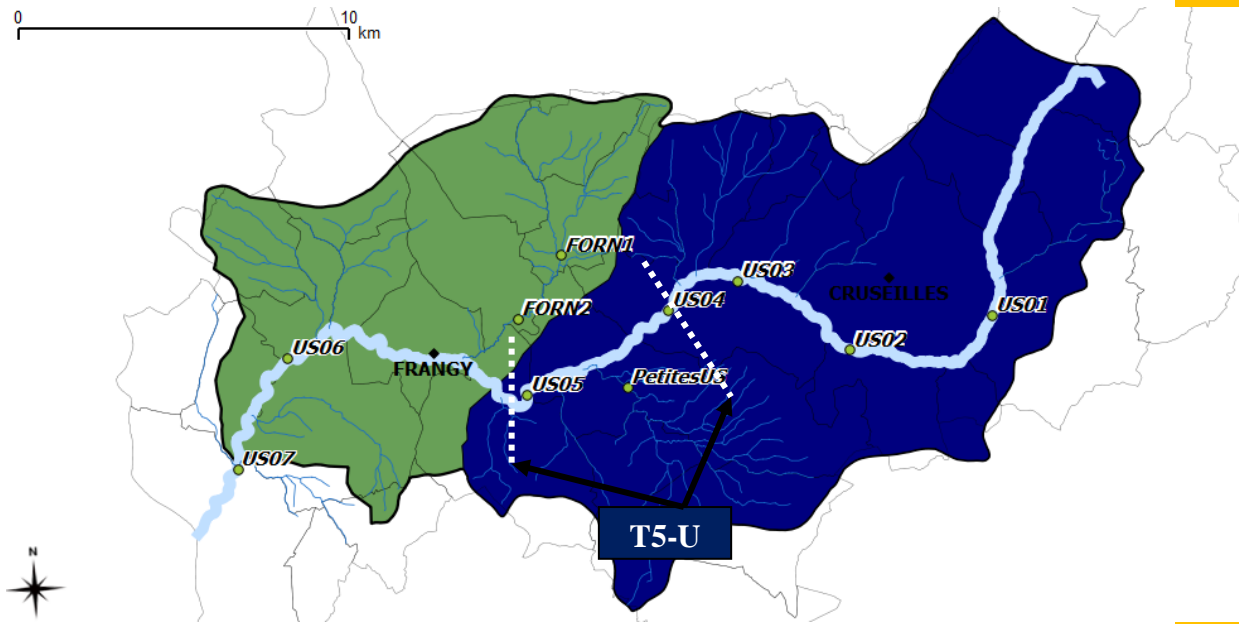 0 10
km
FORN1
US03
CRUSEILLES
US04
US01
FORN2
US02
US06
FRANGY
PetitesUS
US05
US07
T5-U
N